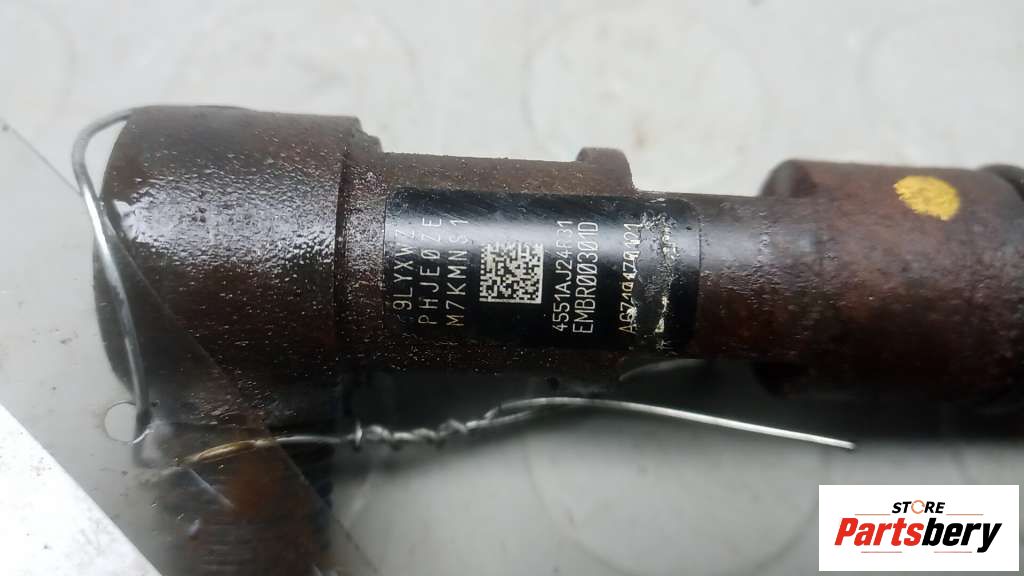 9LYXWZ
PHJE0ZE
M7KMNS1
4551AJ24R31
EMBR00301D
STORE
Partsbery